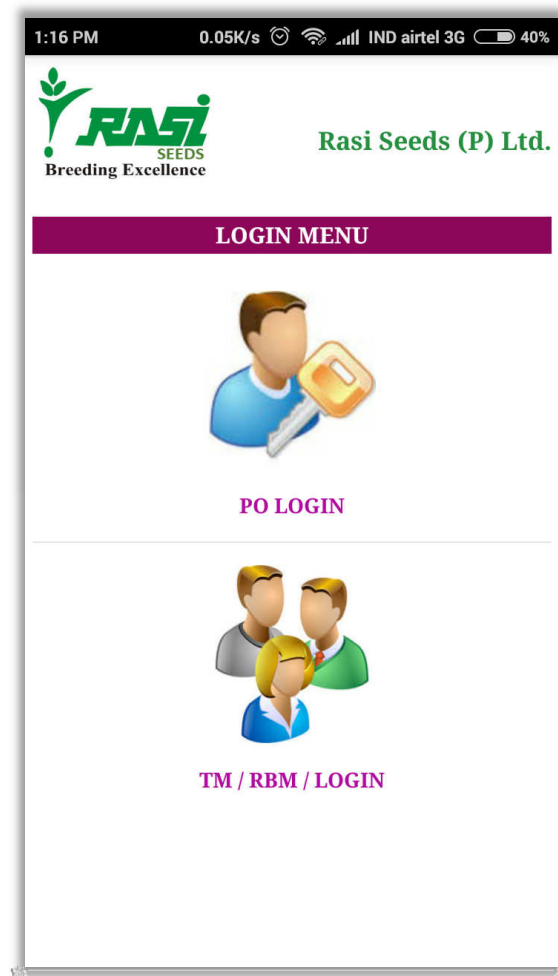 1:16 PM 0.05K/s IND airtel 3G 40%
RASI
SEEDS
Breeding Excellence
Rasi Seeds (P) Ltd.
LOGIN MENU
PO LOGIN
TM / RBM / LOGIN